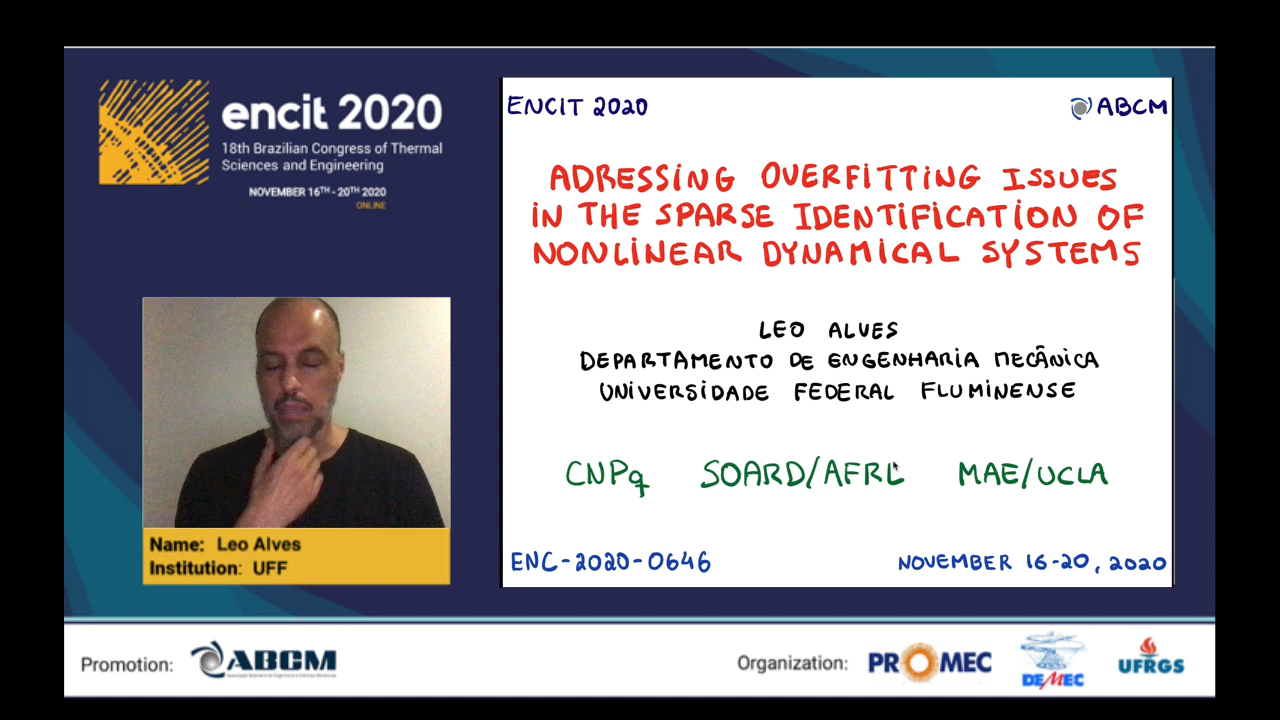 encit 2020
18th Brazilian Congress of Thermal
Sciences and Engineering
NOVEMBER 16TH - 20TH 2020
ONLINE
ENCIT 2020
ABCM
ADRESSING OVERFITTING ISSUES
IN THE SPARSE IDENTIFICATION OF
NONLINEAR DYNAMICAL SYSTEMS
LEO ALVES
DEPARTAMENTO DE ENGENHARIA MECÂNICA
UNIVERSIDADE FEDERAL FLUMINENSE
CNPq SOARD/AFRL MAE/UCLA
ENC-2020-0646
NOVEMBER 16-20, 2020
Name: Leo Alves
Institution: UFF
Promotion: ABCM
Organization: PROMEC DEMEC UFRGS